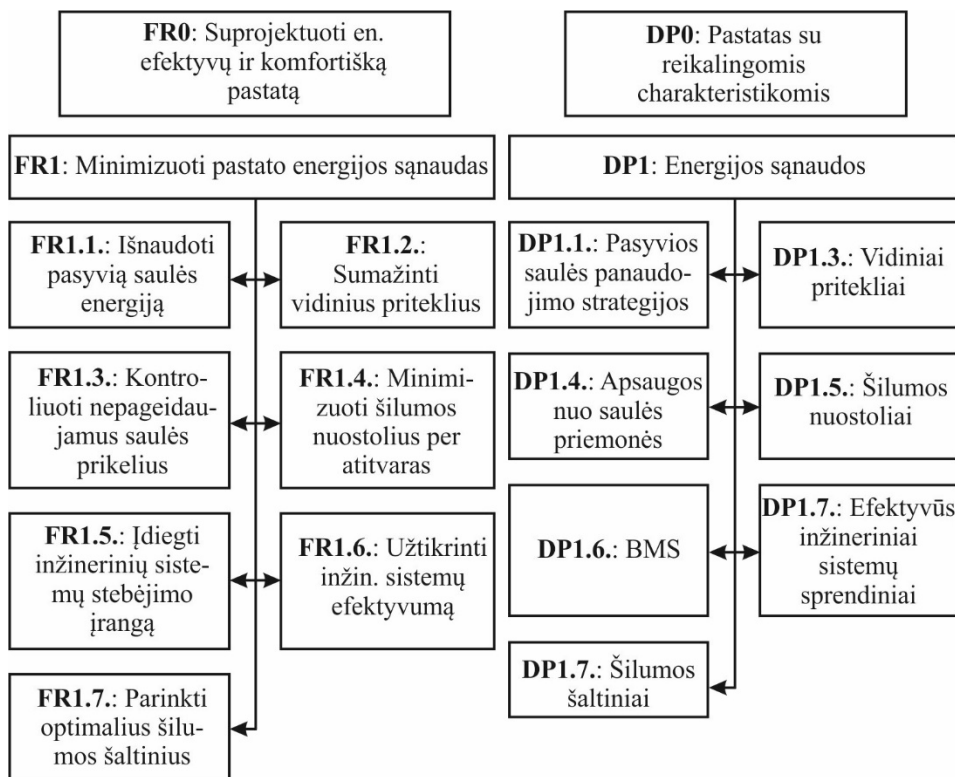 FR0: Suprojektuoti en.
efektyvų ir komfortišką
pastatą
DP0: Pastatas su
reikalingomis
charakteristikomis
FR1: Minimizuoti pastato energijos sąnaudas
DP1: Energijos sąnaudos
FR1.1.: Išnaudoti
pasyvią saulės
energiją
FR1.2.:
Sumažinti
vidinius priteklius
DP1.1.: Pasyvios
saulės panaudo-
jimo strategijos
DP1.3.: Vidiniai
pritekliai
FR1.3.: Kontro-
liuoti nepageidau-
jamus saulės
prikelius
FR1.4.: Minimi-
zuoti šilumos
nuostolius per
atitvaras
DP1.4.: Apsaugos
nuo saulės
priemonės
DP1.5.: Šilumos
nuostoliai
FR1.5.: Įdiegti
inžinerinių siste-
mų stebėjimo
įrangą
FR1.6.: Užtikrinti
inžin. sistemų
efektyvumą
DP1.6.: BMS
DP1.7.: Efektyvūs
inžineriniai
sistemų
sprendiniai
FR1.7.: Parinkti
optimalius šilu-
mos šaltinius
DP1.7.: Šilumos
šaltiniai